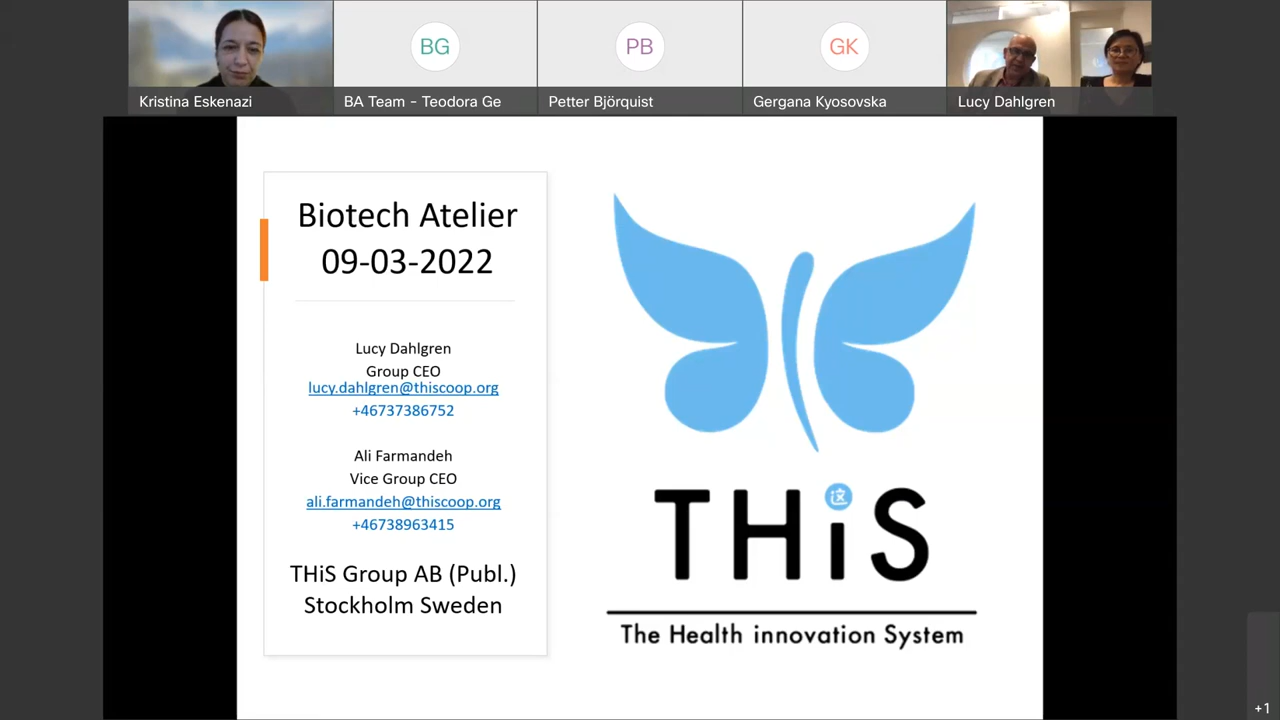 BG
PB
GK
Kristina Eskenazi
BA Team - Teodora Ge
Petter Björquist
Gergana Kyosovska
Lucy Dahlgren
Biotech Atelier
09-03-2022
Lucy Dahlgren
Group CEO
lucy.dahlgren@thiscoop.org
+46737386752
Ali Farmandeh
Vice Group CEO
ali.farmandeh@thiscoop.org
+46738963415
THiS Group AB (Publ.)
Stockholm Sweden
这
THiS
The Health innovation System
+1